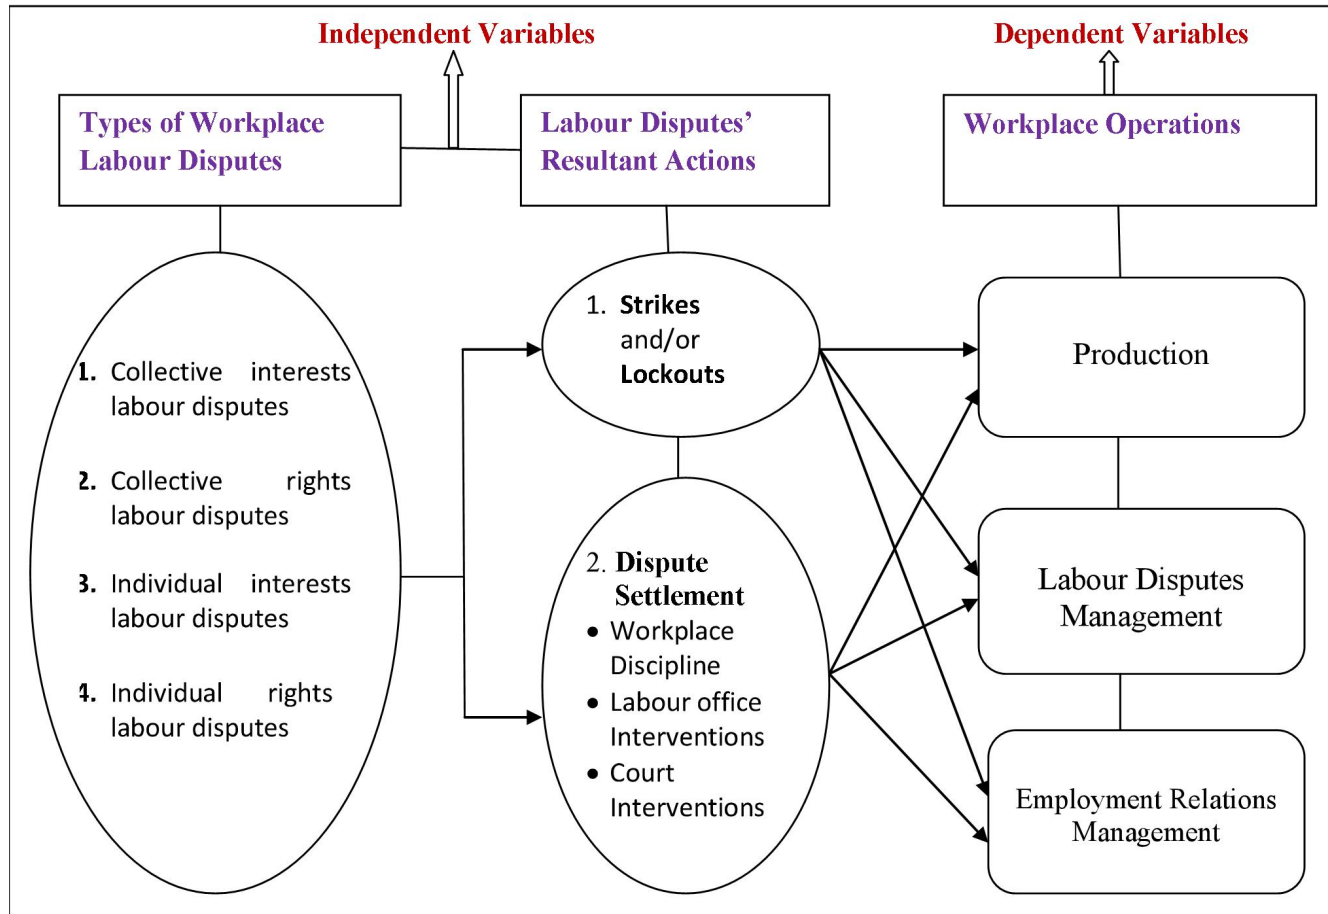 Independent Variables
Dependent Variables
Types of Workplace
Labour Disputes
Labour Disputes’
Resultant Actions
Workplace Operations
1. Collective interests
labour disputes
2. Collective rights
labour disputes
3. Individual interests
labour disputes
4. Individual rights
labour disputes
1. Strikes
and/or
Lockouts
2. Dispute
Settlement
• Workplace
Discipline
• Labour office
Interventions
• Court
Interventions
Production
Labour Disputes
Management
Employment Relations
Management